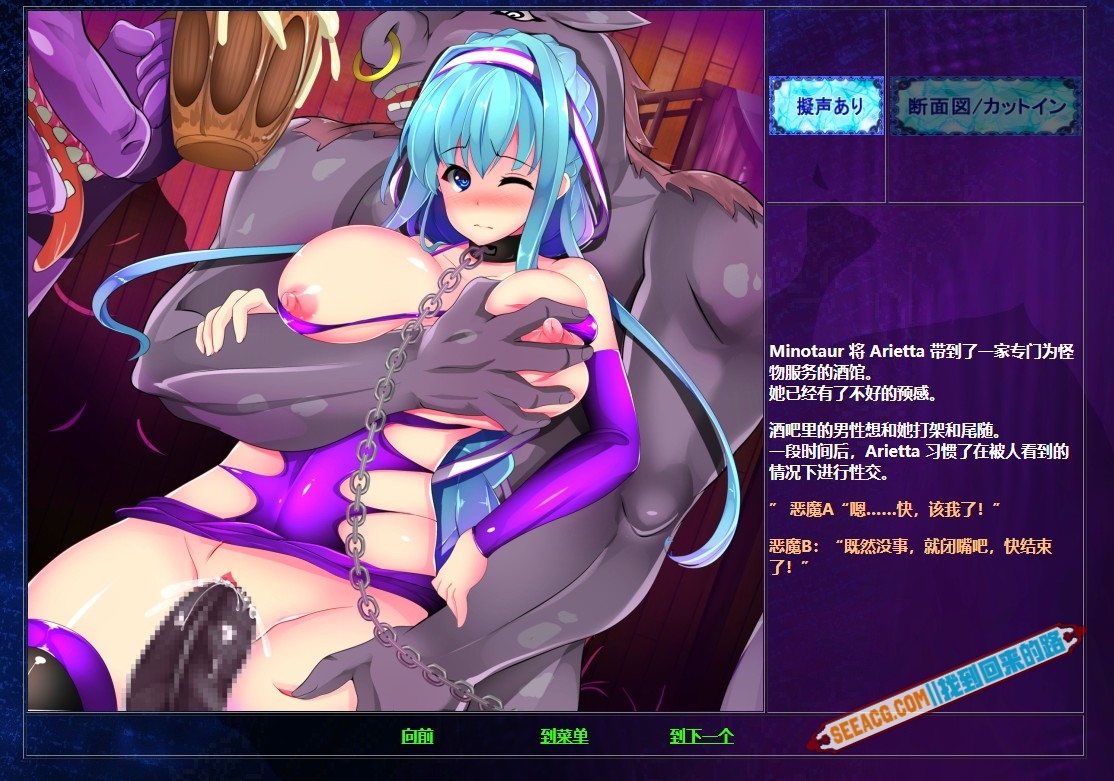 擬声あり
断面図/カットイン
Minotaur 将 Arietta 带到了一家专门为怪
物服务的酒馆。
她已经有了不好的预感。
酒吧里的男性想和她打架和尾随。
一段时间后，Arietta 习惯了在被人看到的
情况下进行性交。
”恶魔A“嗯……快，该我了！”
恶魔B：“既然没事，就闭嘴吧，快结束
了！”
SEEACG.COM||找到回来的路
向前
到菜单
到下一个